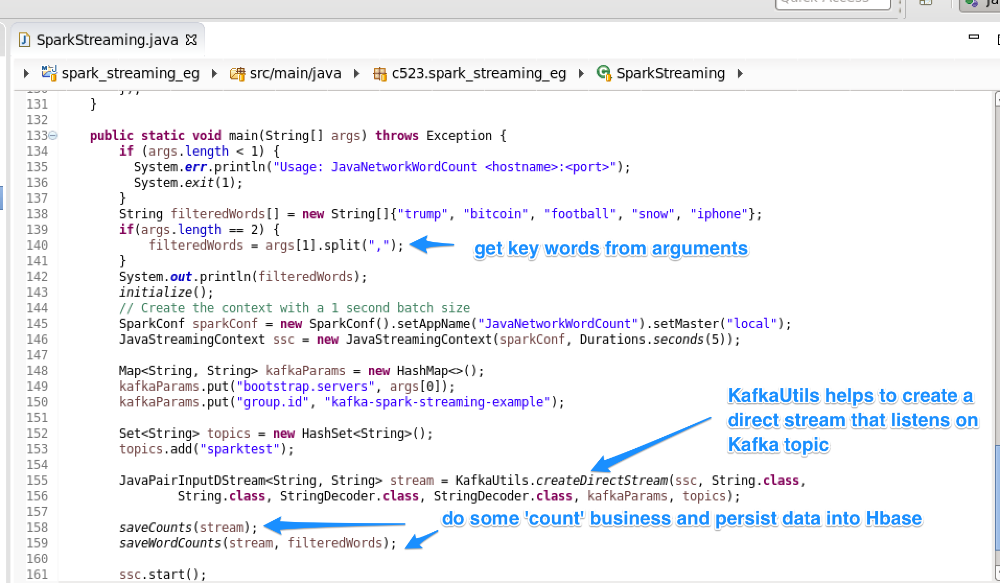 Quick Access
SparkStreaming.java
spark_streaming_eg src/main/java c523.spark_streaming_eg SparkStreaming
130 });
131 }
132
133 public static void main(String[] args) throws Exception {
134 if (args.length < 1) {
135 System.err.println("Usage: JavaNetworkWordCount <hostname>:<port>");
136 System.exit(1);
137 }
138 String filteredWords[] = new String[]{"trump", "bitcoin", "football", "snow", "iphone"};
139 if(args.length == 2) {
140 filteredWords = args[1].split(",");
get key words from arguments
141 }
142 System.out.println(filteredWords);
143 initialize();
144 // Create the context with a 1 second batch size
145 SparkConf sparkConf = new SparkConf().setAppName("JavaNetworkWordCount").setMaster("local");
146 JavaStreamingContext ssc = new JavaStreamingContext(sparkConf, Durations.seconds(5));
147
148 Map<String, String> kafkaParams = new HashMap<>();
149 kafkaParams.put("bootstrap.servers", args[0]);
150 kafkaParams.put("group.id", "kafka-spark-streaming-example");
KafkaUtils helps to create a
direct stream that listens on
Kafka topic
151
152 Set<String> topics = new HashSet<String>();
153 topics.add("sparktest");
154
155 JavaPairInputDStream<String, String> stream = KafkaUtils.createDirectStream(ssc, String.class,
156 String.class, StringDecoder.class, StringDecoder.class, kafkaParams, topics);
157
do some 'count' business and persist data into Hbase
158 saveCounts(stream);
159 saveWordCounts(stream, filteredWords);
160
161 ssc.start();